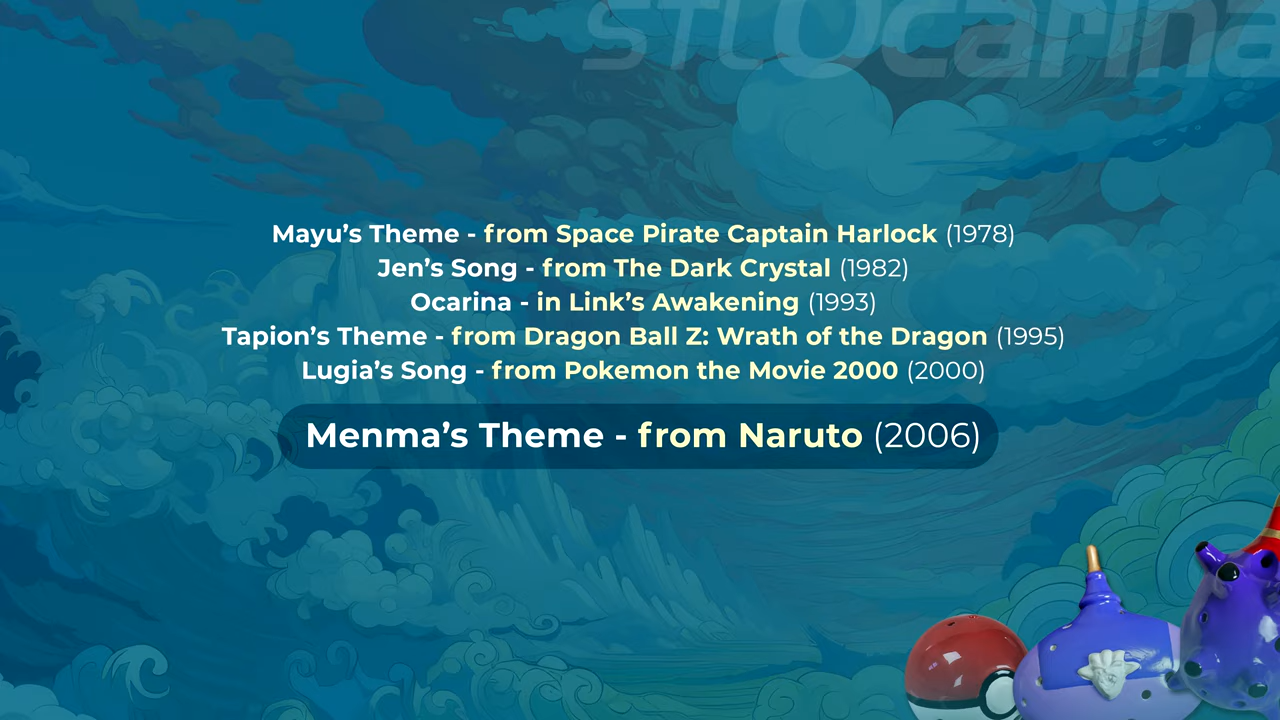 STLOcarina
Mayu’s Theme - from Space Pirate Captain Harlock (1978)
Jen’s Song - from The Dark Crystal (1982)
Ocarina - in Link’s Awakening (1993)
Tapion’s Theme - from Dragon Ball Z: Wrath of the Dragon (1995)
Lugia’s Song - from Pokemon the Movie 2000 (2000)
Menma’s Theme - from Naruto (2006)